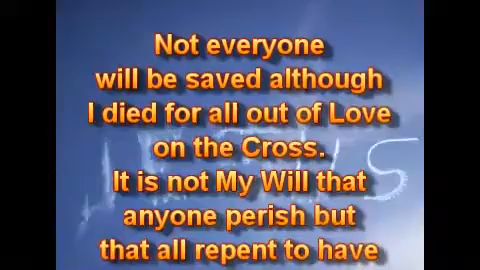 Not everyone
will be saved although
I died for all out of Love
on the Cross.
It is not My Will that
anyone perish but
that all repent to have